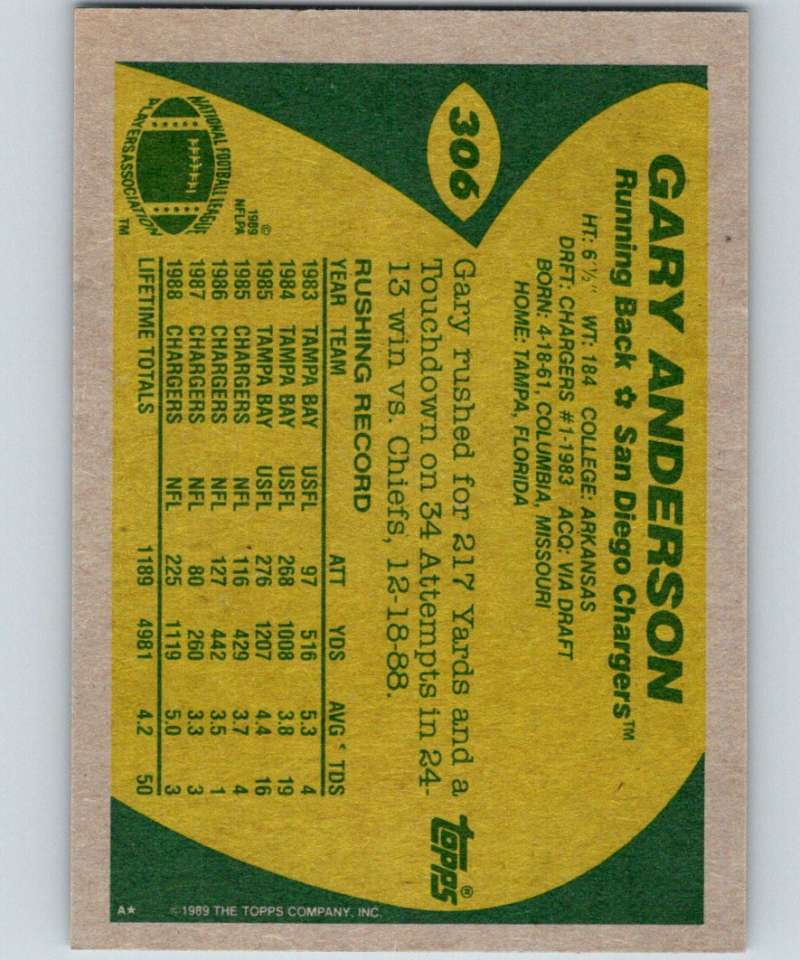 306
GARY ANDERSON
Running Back ✿ San Diego Chargers™
HT: 6'½" WT: 184 COLLEGE: ARKANSAS
DRFT: CHARGERS #1-1983 ACQ: VIA DRAFT
BORN: 4-18-61, COLUMBIA, MISSOURI
HOME: TAMPA, FLORIDA
Gary rushed for 217 Yards and a
Touchdown on 34 Attempts in 24-
13 win vs. Chiefs, 12-18-88.
RUSHING RECORD
YEAR TEAM ATT YDS AVG TDS
1983 TAMPA BAY USFL 97 516 5.3 4
1984 TAMPA BAY USFL 268 1008 3.8 19
1985 TAMPA BAY USFL 276 1207 4.4 16
1985 CHARGERS NFL 116 429 3.7 4
1986 CHARGERS NFL 127 442 3.5 1
1987 CHARGERS NFL 80 260 3.3 3
1988 CHARGERS NFL 225 1119 5.0 3
LIFETIME TOTALS 1189 4981 4.2 50
NATIONAL FOOTBALL LEAGUE
PLAYERS ASSOCIATION
™
©
1989
NFLPA
topps®
A★ ©1989 THE TOPPS COMPANY, INC.